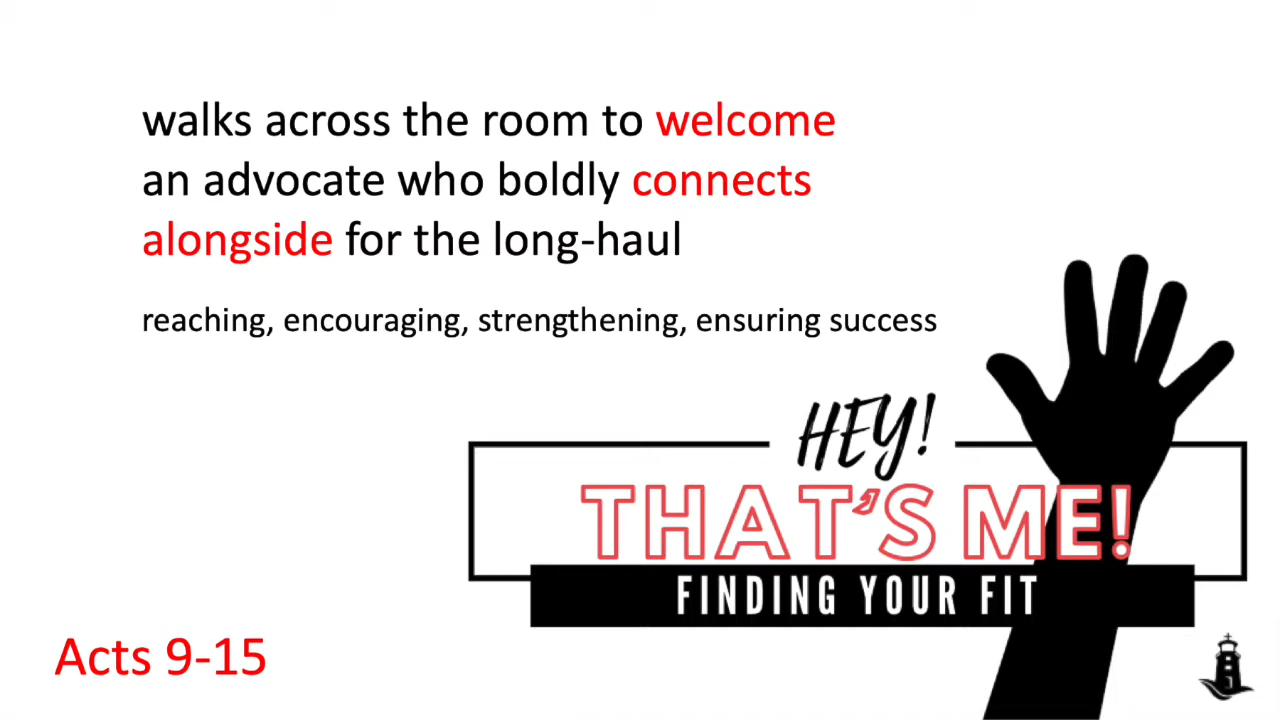 walks across the room to welcome
an advocate who boldly connects
alongside for the long-haul
reaching, encouraging, strengthening, ensuring success
HEY!
THAT'S ME!
FINDING YOUR FIT
Acts 9-15